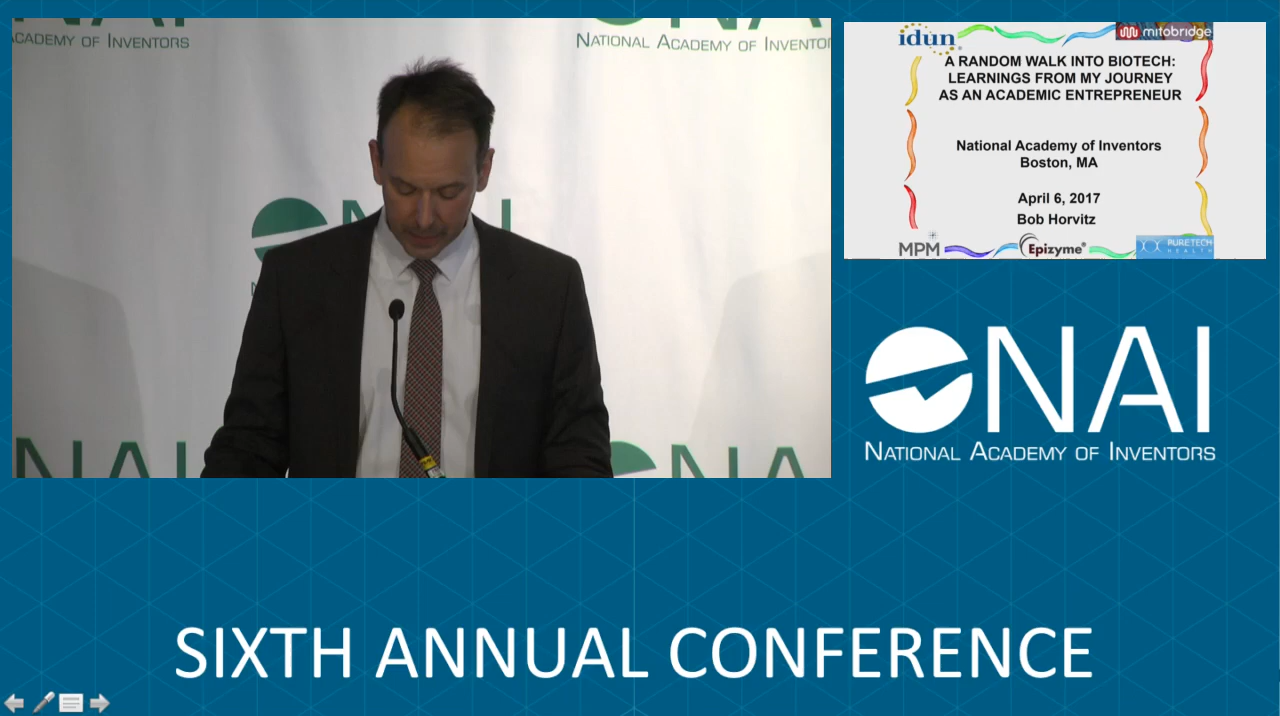 ACADEMY OF INVENTORS
NATIONAL ACADEMY OF INVENTOR
NAI
NA
idun
mitobridge
A RANDOM WALK INTO BIOTECH:
LEARNINGS FROM MY JOURNEY
AS AN ACADEMIC ENTREPRENEUR
National Academy of Inventors
Boston, MA
April 6, 2017
Bob Horvitz
MPM
Epizyme®
PURETECH
HEALTH
NAI
NATIONAL ACADEMY OF INVENTORS
SIXTH ANNUAL CONFERENCE